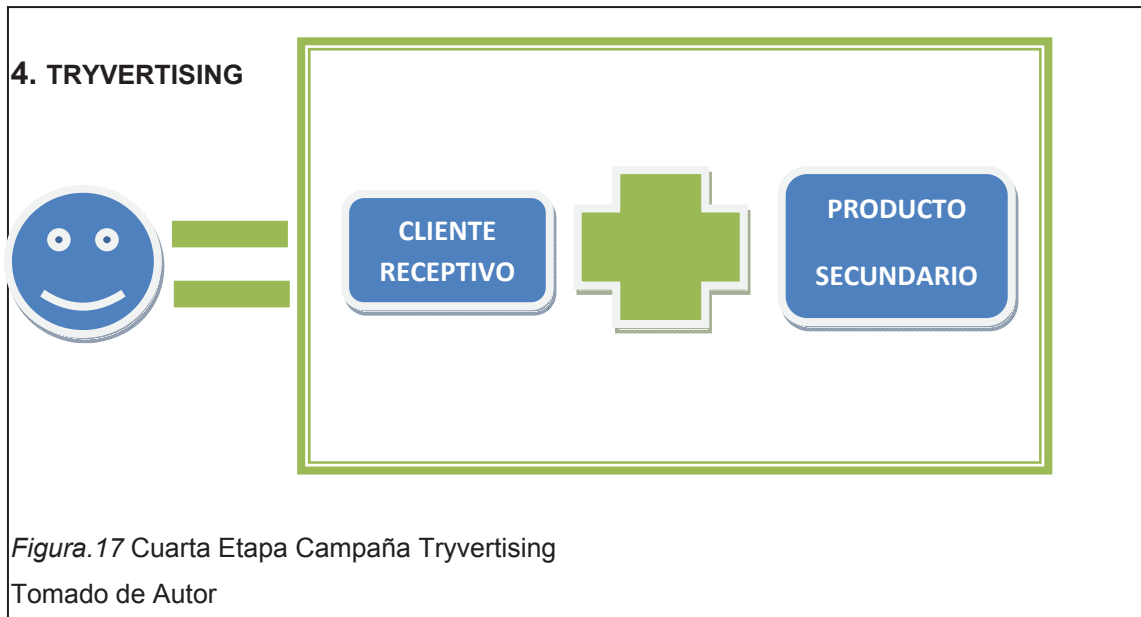 4. TRYVERTISING
CLIENTE
RECEPTIVO
PRODUCTO
SECUNDARIO
Figura.17 Cuarta Etapa Campaña Tryvertising
Tomado de Autor